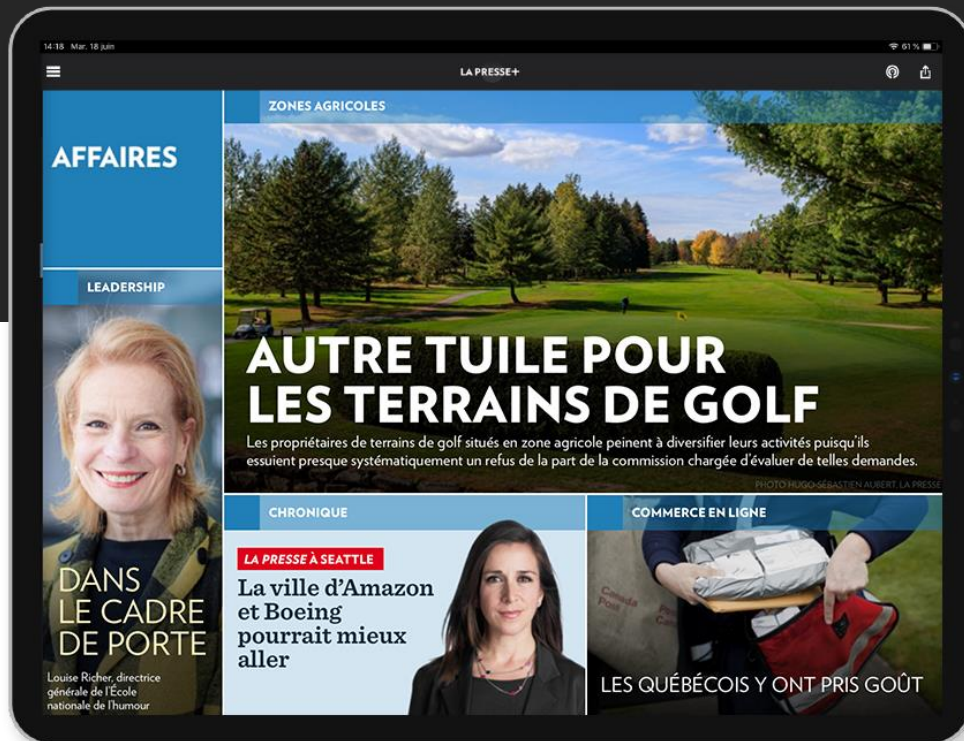 14:18 Mar. 18 juin
61 %
LA PRESSE+
AFFAIRES
ZONES AGRICOLES
AUTRE TUILE POUR
LES TERRAINS DE GOLF
Les propriétaires de terrains de golf situés en zone agricole peinent à diversifier leurs activités puisqu'ils
essuient presque systématiquement un refus de la part de la commission chargée d'évaluer de telles demandes.
PHOTO HUGO-SÉBASTIEN AUBERT, LA PRESSE
LEADERSHIP
DANS
LE CADRE
DE PORTE
Louise Richer, directrice
générale de l'École
nationale de l'humour
CHRONIQUE
LA PRESSE À SEATTLE
La ville d'Amazon
et Boeing
pourrait mieux
aller
COMMERCE EN LIGNE
Canada
Post
LES QUÉBÉCOIS Y ONT PRIS GOÛT